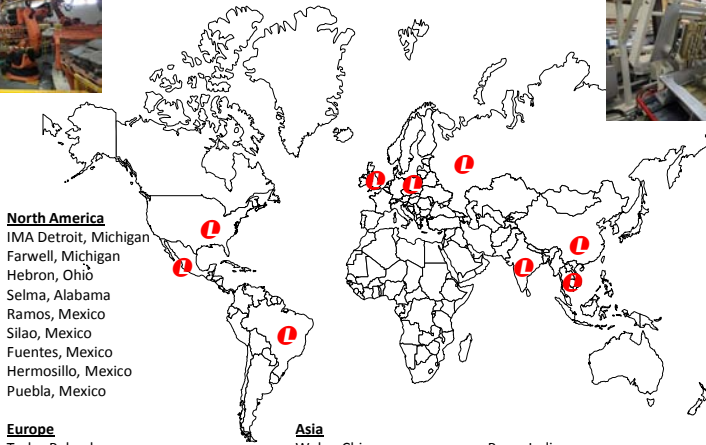 L
L
L
L
L
L
L
L
North America
IMA Detroit, Michigan
Farwell, Michigan
Hebron, Ohio
Selma, Alabama
Ramos, Mexico
Silao, Mexico
Fuentes, Mexico
Hermosillo, Mexico
Puebla, Mexico
Europe
Asia